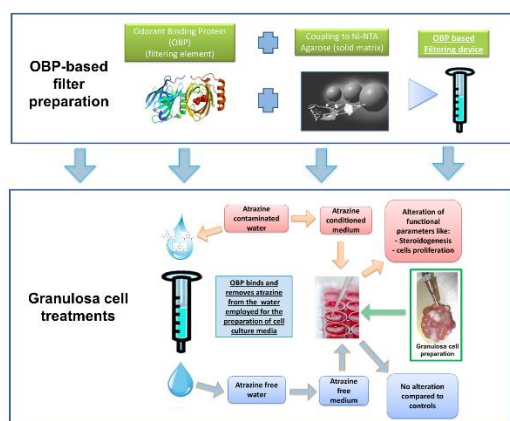 Odorant Binding Protein
(OBP)
(filtering element)
Coupling to Ni-NTA
Agarose (solid matrix)
OBP based
Filtering device
OBP-based
filter
preparation
Atrazine
contaminated
water
Atrazine
conditioned
medium
Alteration of
functional
parameters like:
- Steroidogenesis
- cells proliferation
Granulosa cell
treatments
OBP binds and
removes atrazine
from the water
employed for the
preparation of cell
culture media
Granulosa cell
preparation
Atrazine free
water
Atrazine
free
medium
No alteration
compared to
controls